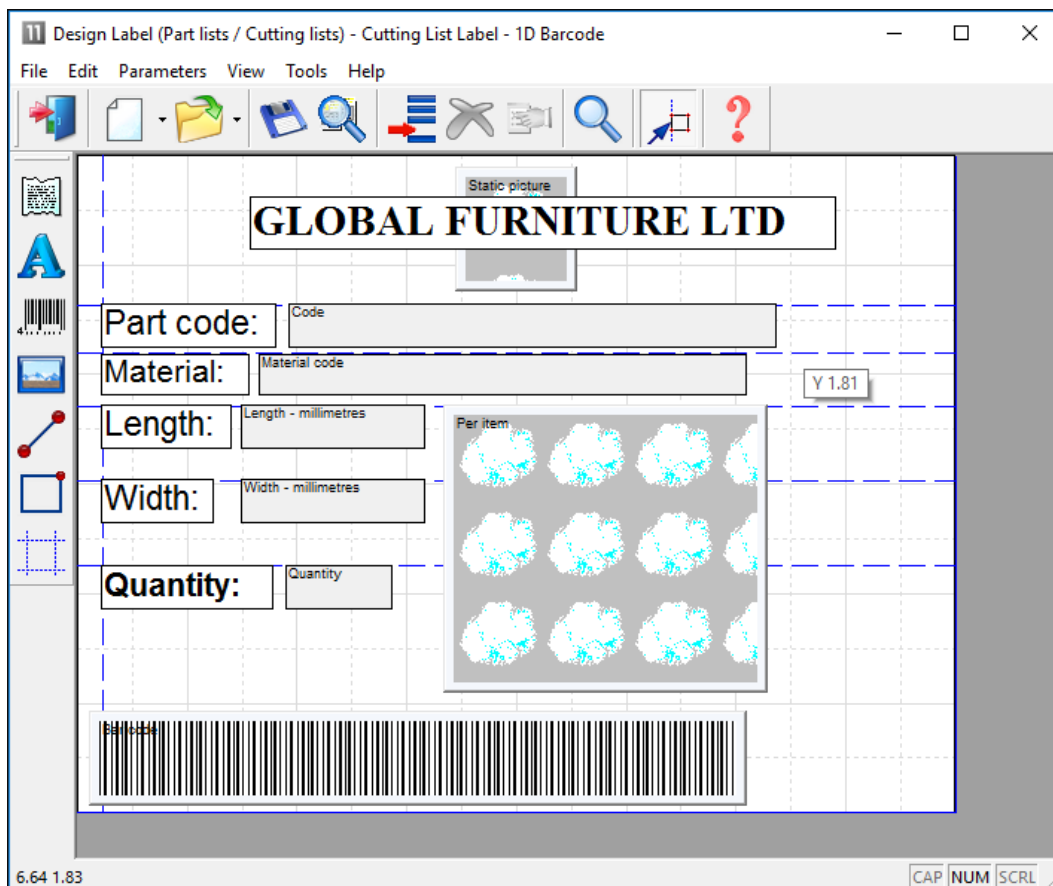 11 Design Label (Part lists / Cutting lists) - Cutting List Label - 1D Barcode
File Edit Parameters View Tools Help
Static picture
GLOBAL FURNITURE LTD
Part code: Code
Material: Material code
Y 1.81
Length: Length - millimetres
Per item
Width: Width - millimetres
Quantity: Quantity
Barcode
6.64 1.83
CAP NUM SCRL